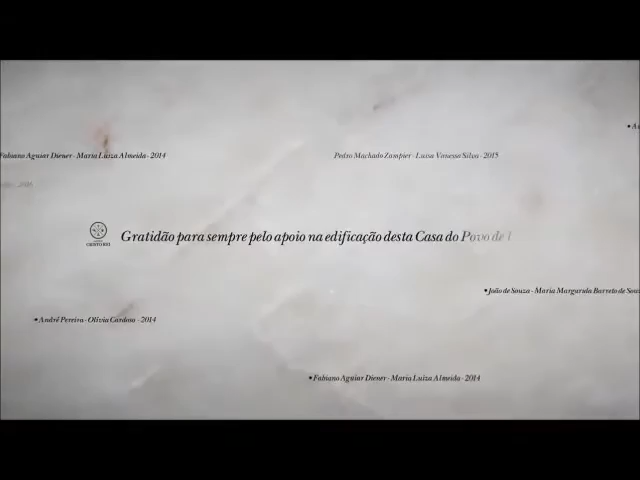 Fabiano Aguiar Diener - Maria Luiza Almeida - 2014
Pedro Machado Zampier - Luisa Vanessa Silva - 2015
Gratidão para sempre pelo apoio na edificação desta Casa do Povo de
• João de Souza - Maria Margarida Barreto de Sou
• André Pereira - Olívia Cardoso - 2014
• Fabiano Aguiar Diener - Maria Luiza Almeida - 2014